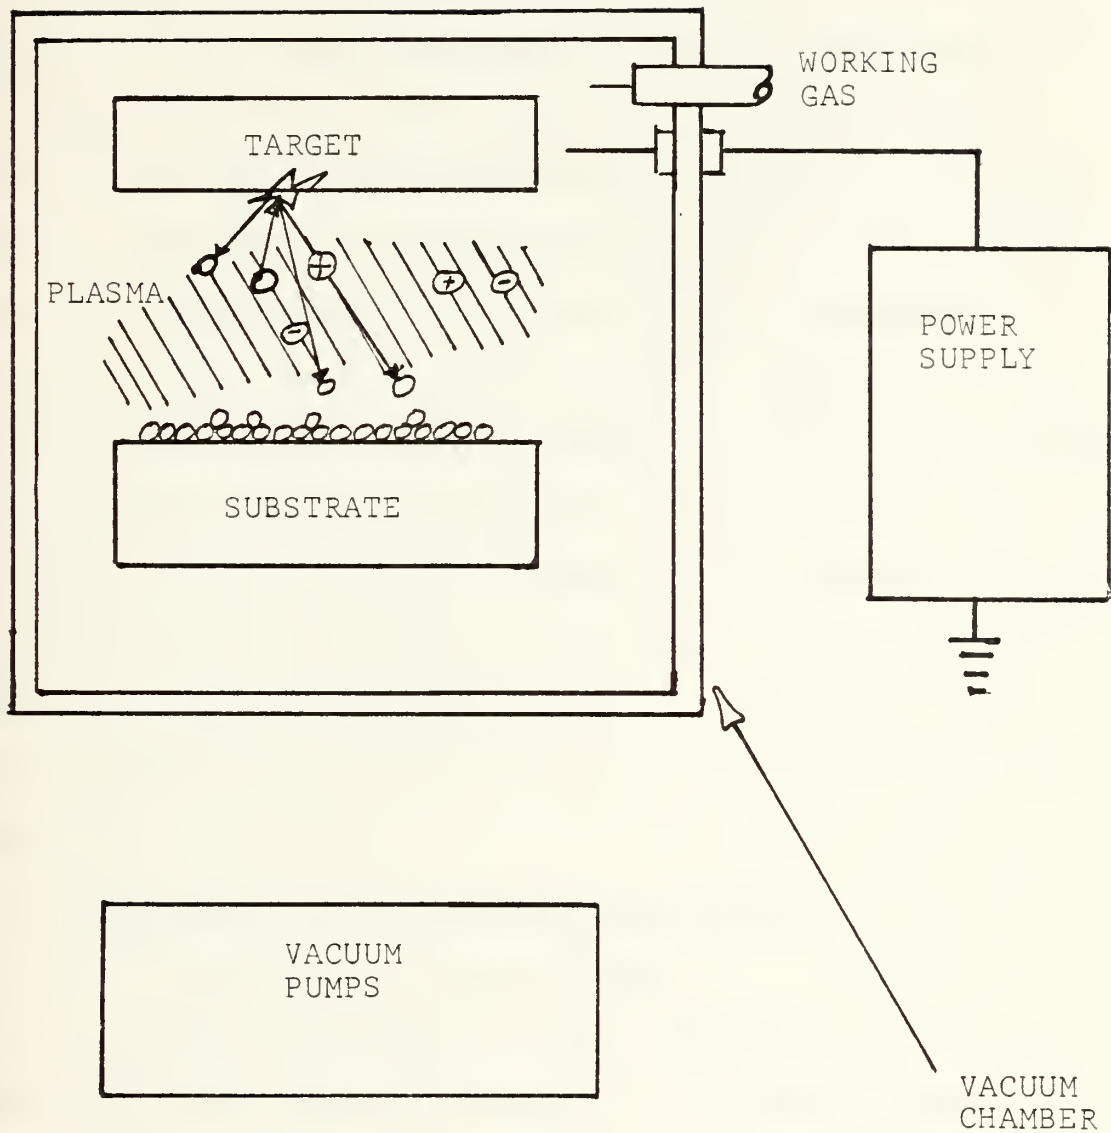 WORKING
GAS
TARGET
PLASMA
POWER
SUPPLY
SUBSTRATE
VACUUM
PUMPS
VACUUM
CHAMBER